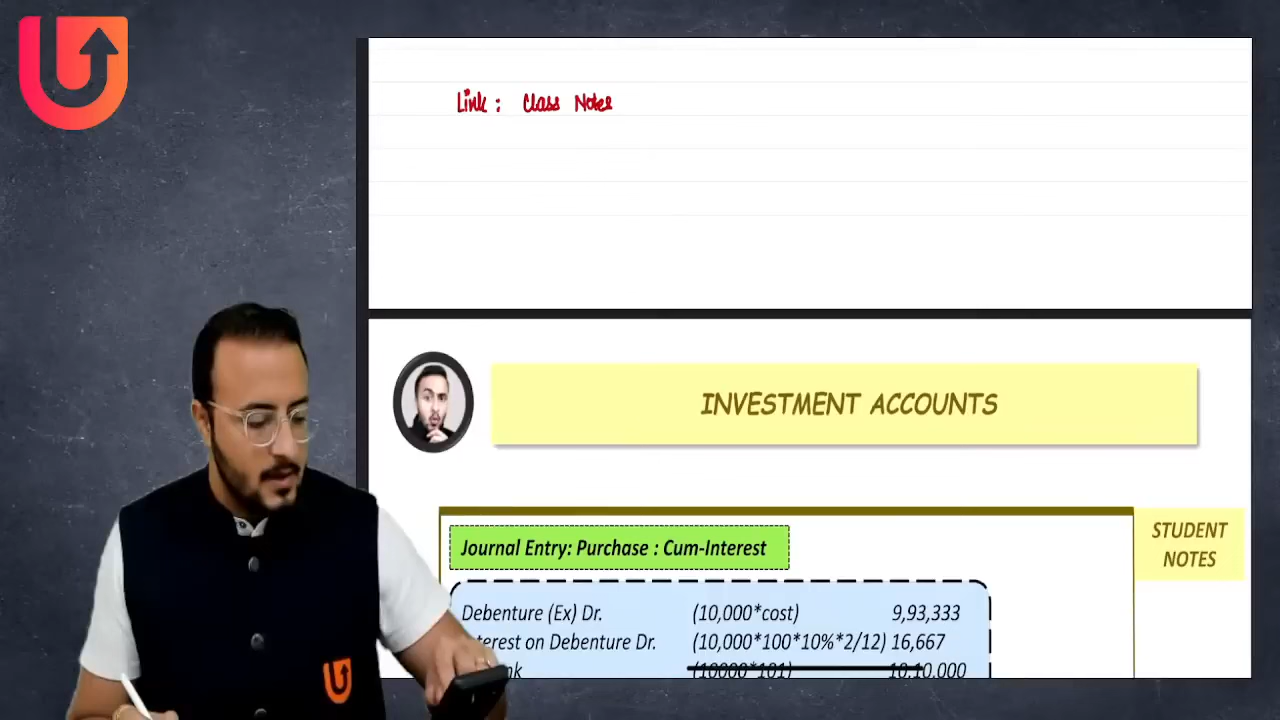 Link : Class Notes
INVESTMENT ACCOUNTS
STUDENT
NOTES
Journal Entry: Purchase : Cum-Interest
Debenture (Ex) Dr. (10,000*cost) 9,93,333
on Debenture Dr. (10,000*100*10%*2/12) 16,667
(10000*101) 10,10,000